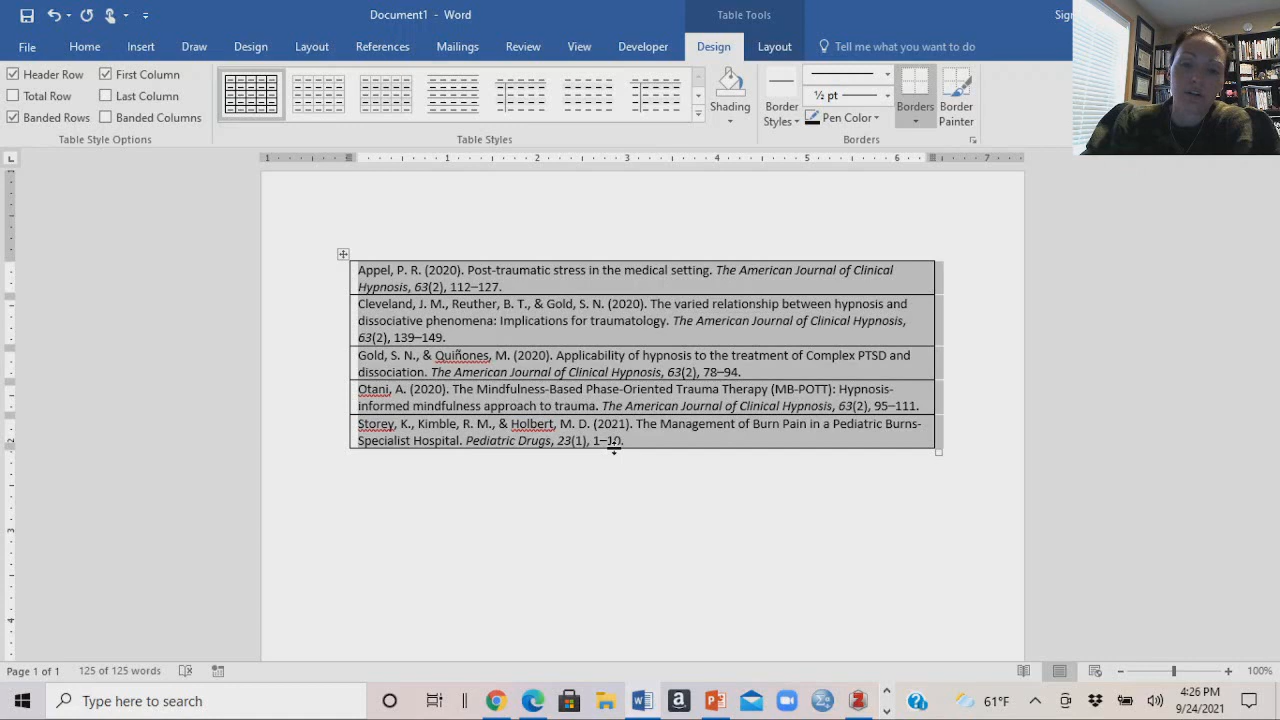 Document1 - Word
Table Tools
File
Home
Insert
Draw
Design
Layout
References
Mailings
Review
View
Developer
Design
Layout
Tell me what you want to do
Header Row
First Column
Total Row
Last Column
Banded Rows
Banded Columns
Table Style Options
Table Styles
Shading
Border Styles
½ pt
Pen Color
Borders
Border Painter
Borders
1 1 2 3 4 5 6 7
Appel, P. R. (2020). Post-traumatic stress in the medical setting. The American Journal of Clinical
Hypnosis, 63(2), 112–127.
Cleveland, J. M., Reuther, B. T., & Gold, S. N. (2020). The varied relationship between hypnosis and
dissociative phenomena: Implications for traumatology. The American Journal of Clinical Hypnosis,
63(2), 139–149.
Gold, S. N., & Quiñones, M. (2020). Applicability of hypnosis to the treatment of Complex PTSD and
dissociation. The American Journal of Clinical Hypnosis, 63(2), 78–94.
Otani, A. (2020). The Mindfulness-Based Phase-Oriented Trauma Therapy (MB-POTT): Hypnosis-
informed mindfulness approach to trauma. The American Journal of Clinical Hypnosis, 63(2), 95–111.
Storey, K., Kimble, R. M., & Holbert, M. D. (2021). The Management of Burn Pain in a Pediatric Burns-
Specialist Hospital. Pediatric Drugs, 23(1), 1–10.
Page 1 of 1
125 of 125 words
100%
Type here to search
61°F
4:26 PM
9/24/2021